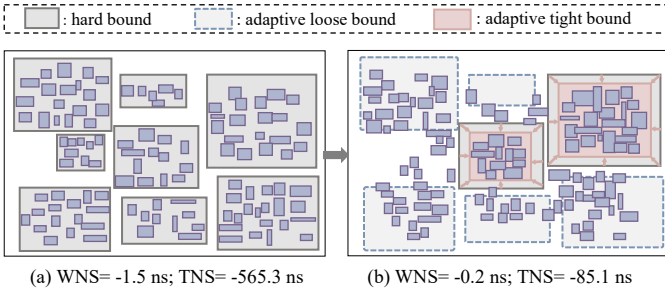 : hard bound : adaptive loose bound : adaptive tight bound
(a) WNS= -1.5 ns; TNS= -565.3 ns (b) WNS= -0.2 ns; TNS= -85.1 ns